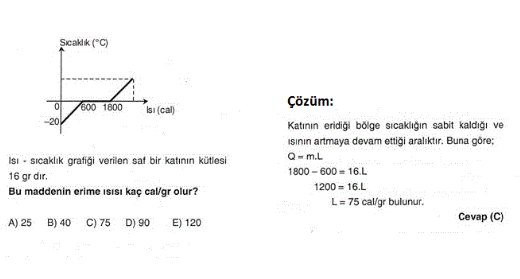 Sıcaklık (°C)
0
600 1800
Isı (cal)
–20
Isı - sıcaklık grafiği verilen saf bir katının kütlesi
16 gr dır.
Bu maddenin erime ısısı kaç cal/gr olur?
A) 25 B) 40 C) 75 D) 90 E) 120
Çözüm:
Katının eridiği bölge sıcaklığın sabit kaldığı ve
ısının artmaya devam ettiği aralıktır. Buna göre;
Q = m.L
1800 – 600 = 16.L
1200 = 16.L
L = 75 cal/gr bulunur.
Cevap (C)